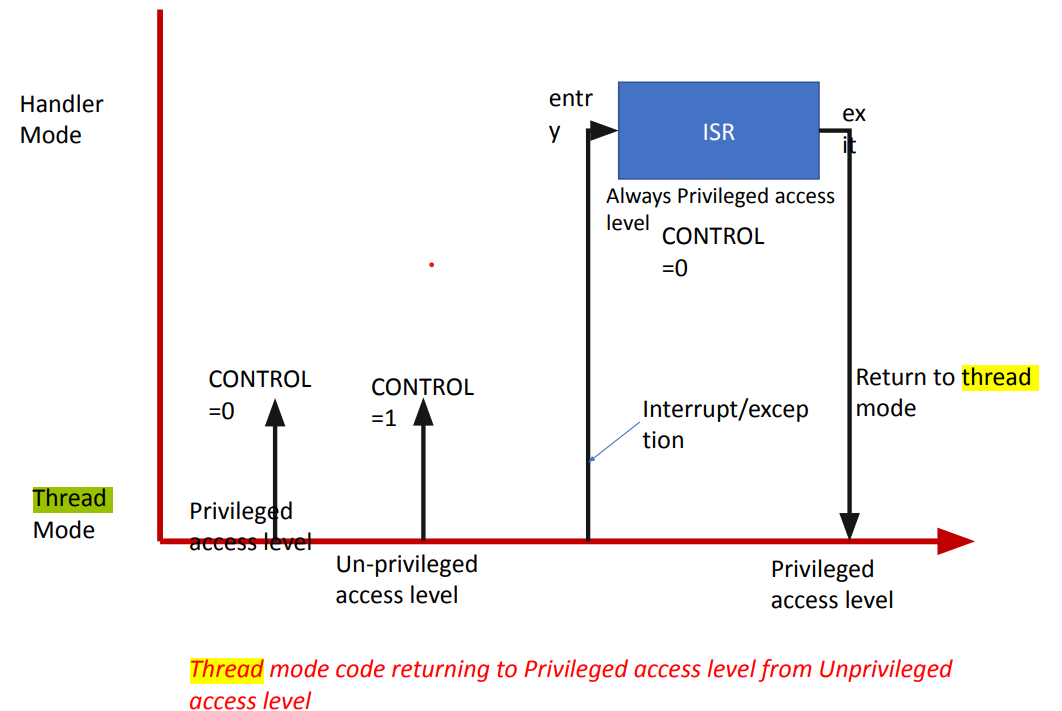 Handler
Mode
entr
y
ISR
ex
it
Always Privileged access
level
CONTROL
=0
CONTROL
=0
CONTROL
=1
Interrupt/excep
tion
Return to thread
mode
Thread
Mode
Privileged
access level
Un-privileged
access level
Privileged
access level
Thread mode code returning to Privileged access level from Unprivileged
access level